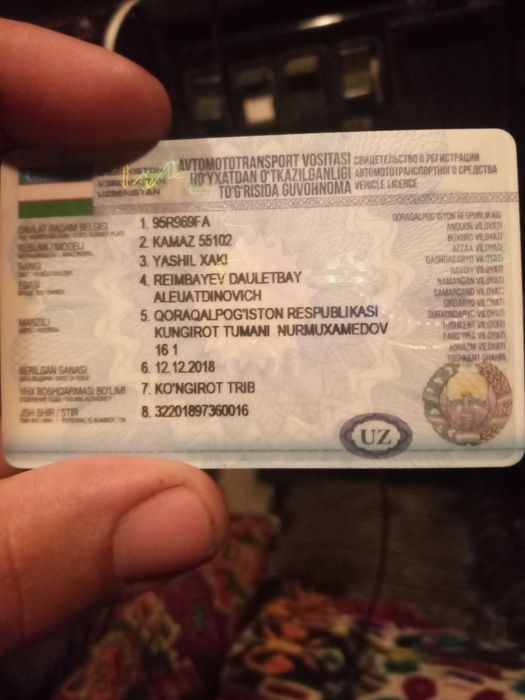 O'ZBEKISTON
УЗБЕКИСТАН
UZBEKISTAN
AVTOMOTOTRANSPORT VOSITASI
RO'YXATDAN O'TKAZILGANLIGI
TO'G'RISIDA GUVOHNOMA
СВИДЕТЕЛЬСТВО О РЕГИСТРАЦИИ
АВТОМОТОТРАНСПОРТНОГО СРЕДСТВА
VEHICLE LICENCE
DAVLAT RAQAM BELGISI
1. 95R969FA
RUSUMI / MODELI
2. KAMAZ 55102
RANGI
3. YASHIL XAKI
EGASI
4. REIMBAYEV DAULETBAY
ALEUATDINOVICH
MANZILI
5. QORAQALPOG'ISTON RESPUBLIKASI
KUNGIROT TUMANI NURMUXAMEDOV
16 1
BERILGAN SANASI
6. 12.12.2018
YHX BOSHQARMASI BO'LIMI
7. KO'NGIROT TRIB
JSH SHIR / STIR
8. 32201897360016
QORAQALPOG'ISTON RESPUBLIKASI
ANDIJON VILOYATI
BUXORO VILOYATI
JIZZAX VILOYATI
QASHQADARYO VILOYATI
NAVOIY VILOYATI
NAMANGAN VILOYATI
SAMARQAND VILOYATI
SIRDARYO VILOYATI
SURXONDARYO VILOYATI
TOSHKENT VILOYATI
FARG'ONA VILOYATI
XORAZM VILOYATI
TOSHKENT SHAHRI
UZ